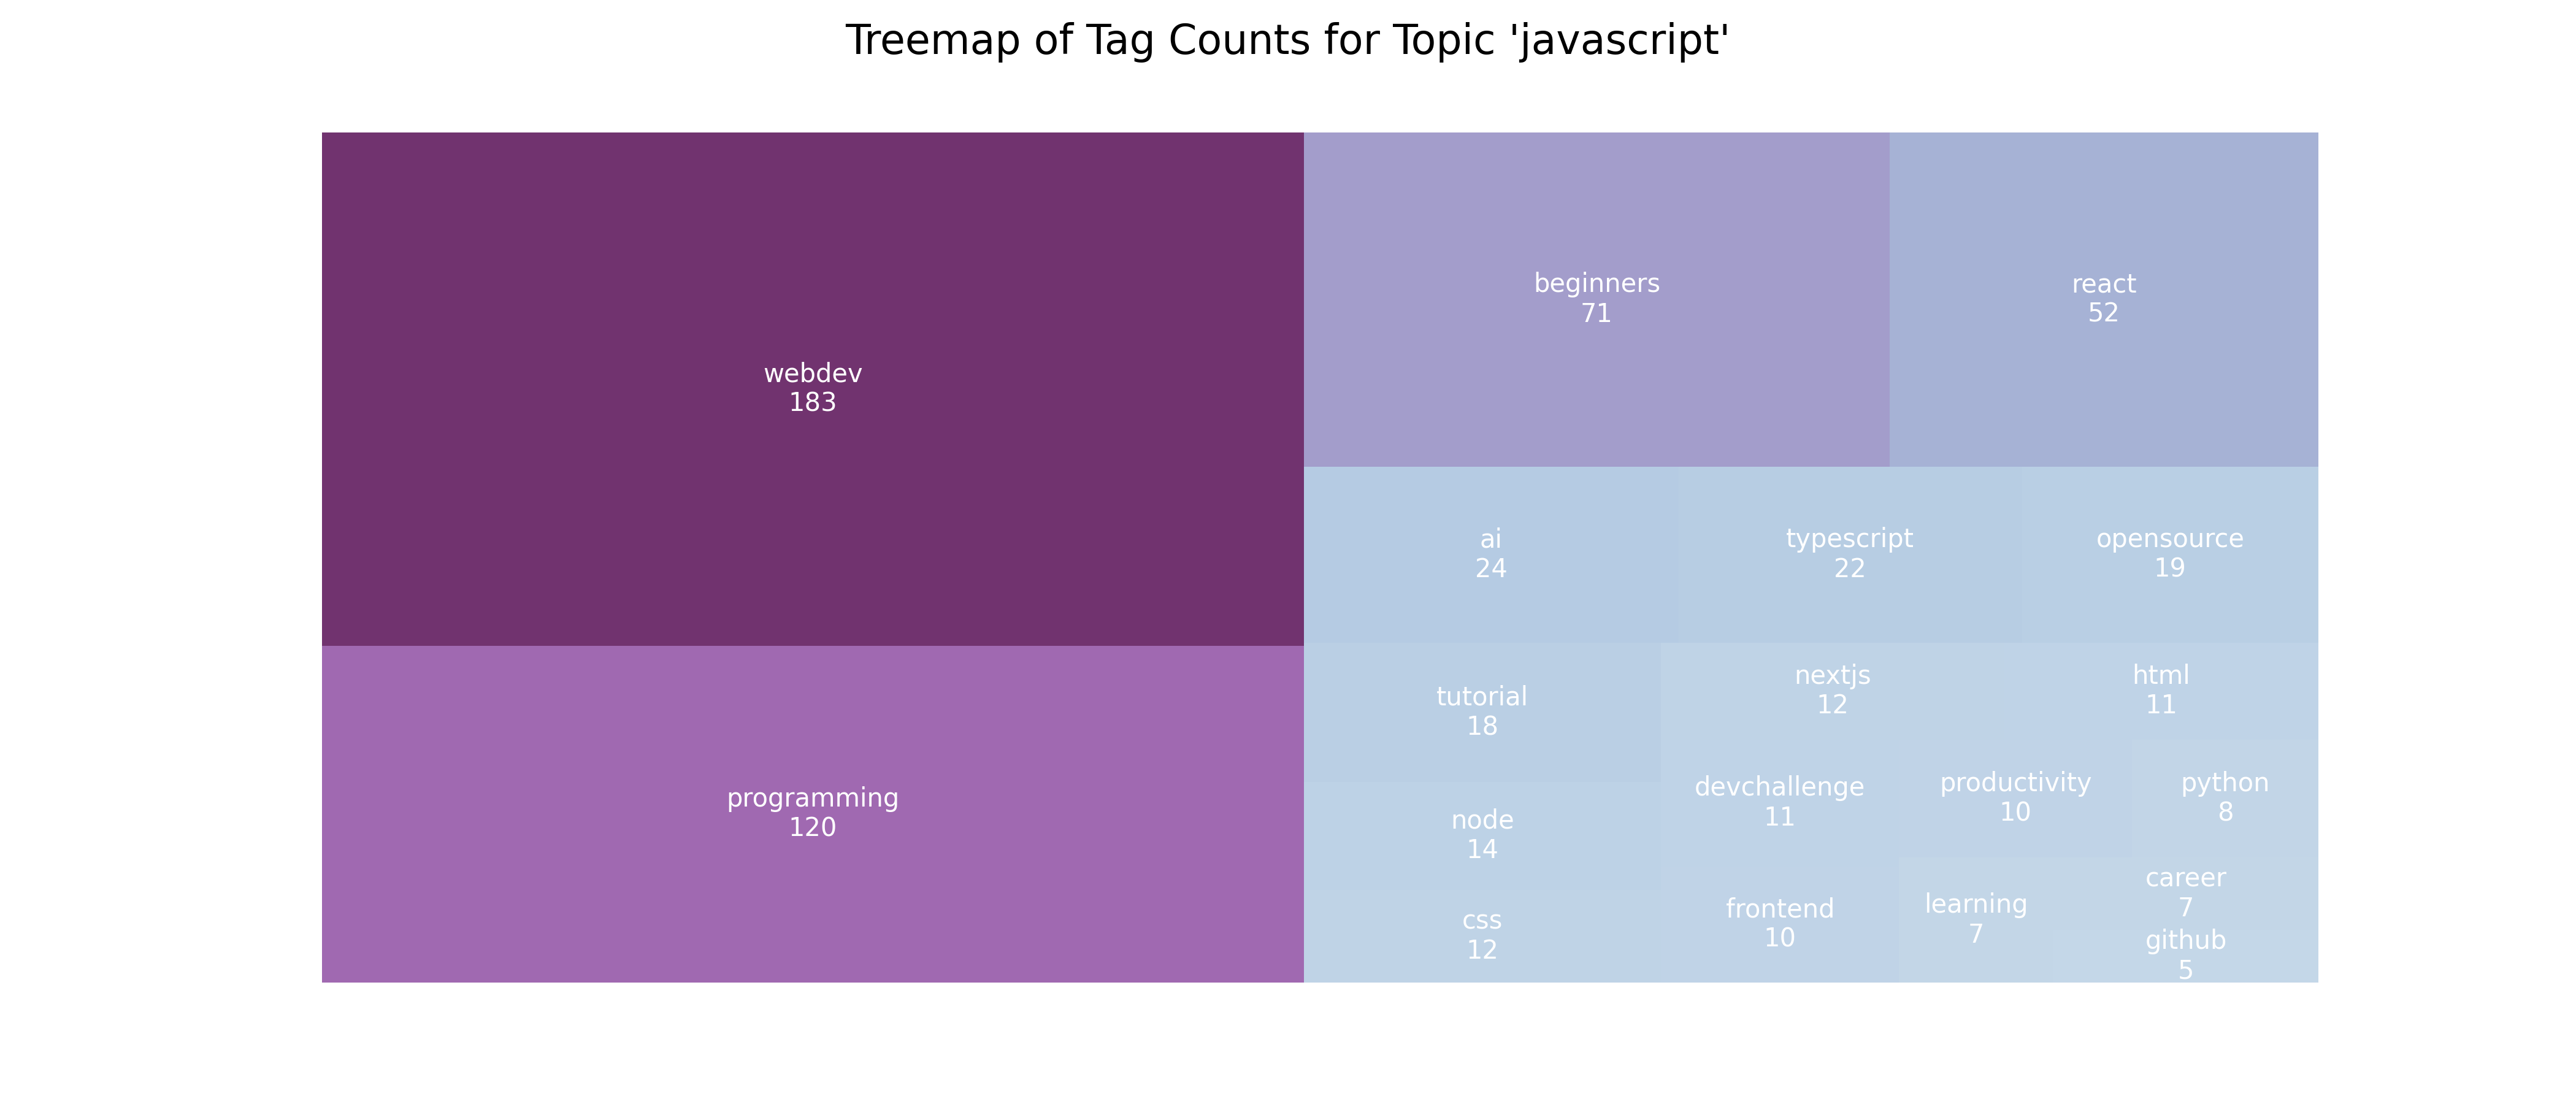 Treemap of Tag Counts for Topic 'javascript'
webdev
183
programming
120
beginners
71
react
52
ai
24
typescript
22
opensource
19
tutorial
18
node
14
css
12
nextjs
12
html
11
devchallenge
11
frontend
10
productivity
10
python
8
learning
7
career
7
github
5